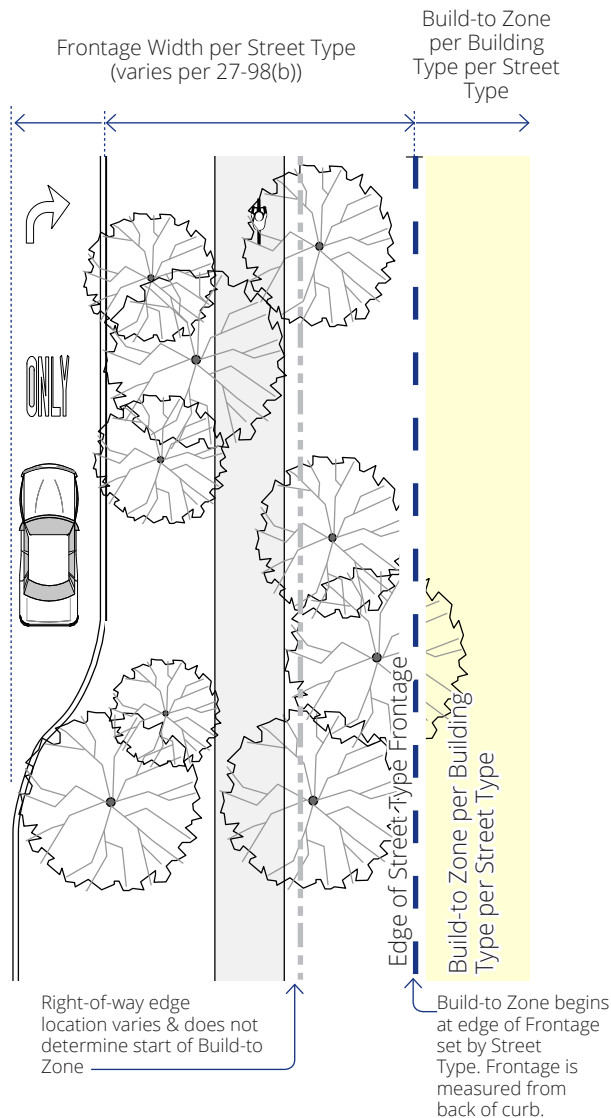 Frontage Width per Street Type
(varies per 27-98(b))
Build-to Zone
per Building
Type per Street
Type
ONLY
Edge of Street Type Frontage
Build-to Zone per Building
Type per Street Type
Right-of-way edge
location varies & does not
determine start of Build-to
Zone
Build-to Zone begins
at edge of Frontage
set by Street
Type. Frontage is
measured from
back of curb.